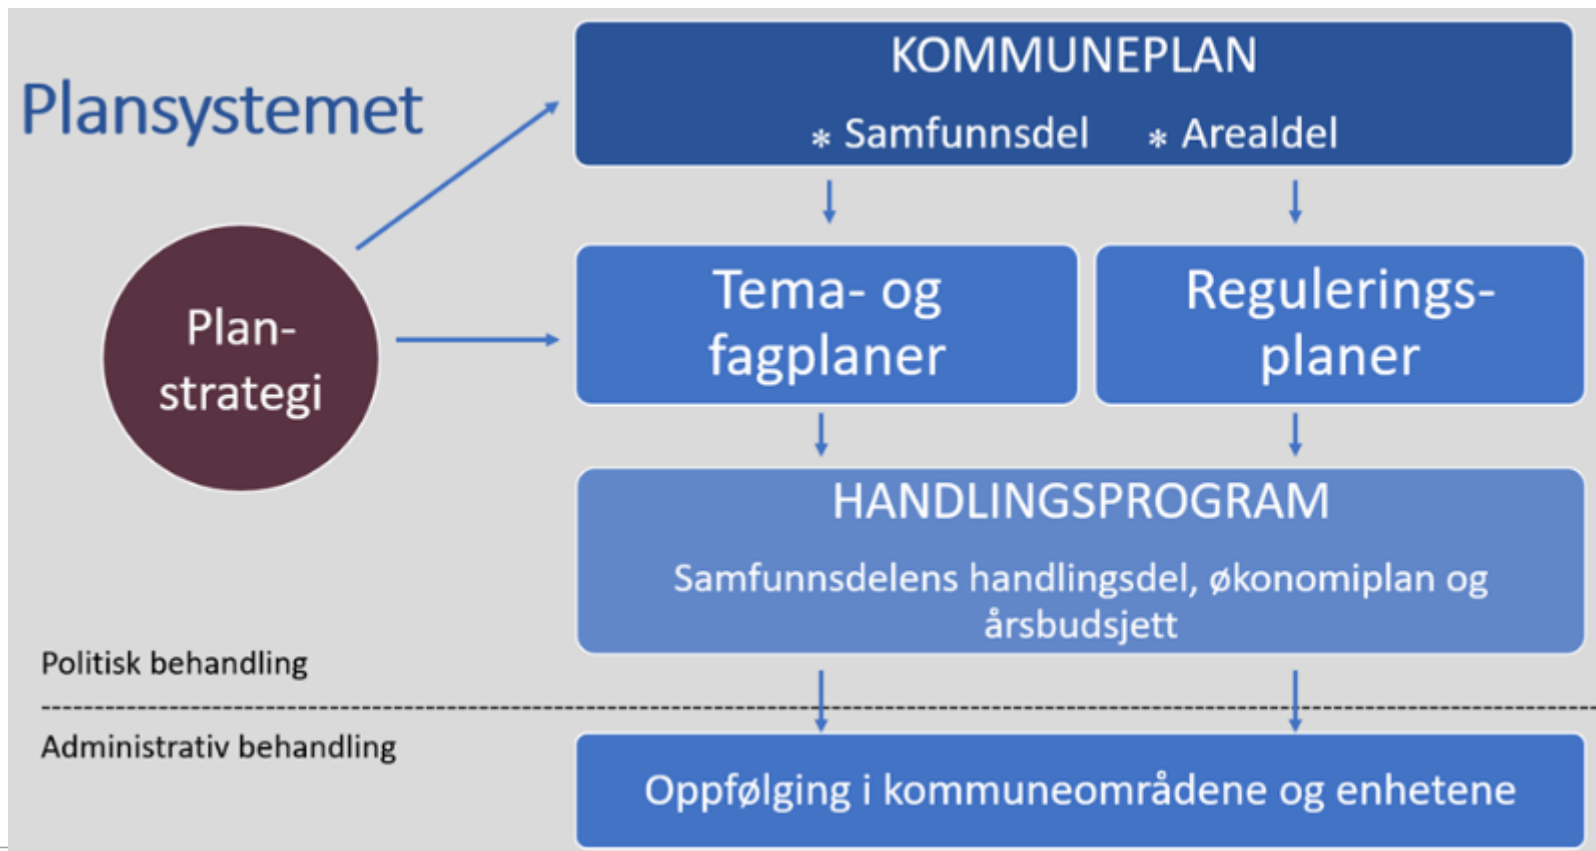 Plansystemet
KOMMUNEPLAN
* Samfunnsdel * Arealdel
Plan-
strategi
Tema- og
fagplaner
Regulerings-
planer
HANDLINGSPROGRAM
Samfunnsdelens handlingsdel, økonomiplan og
årsbudsjett
Politisk behandling
Administrativ behandling
Oppfølging i kommuneområdene og enhetene